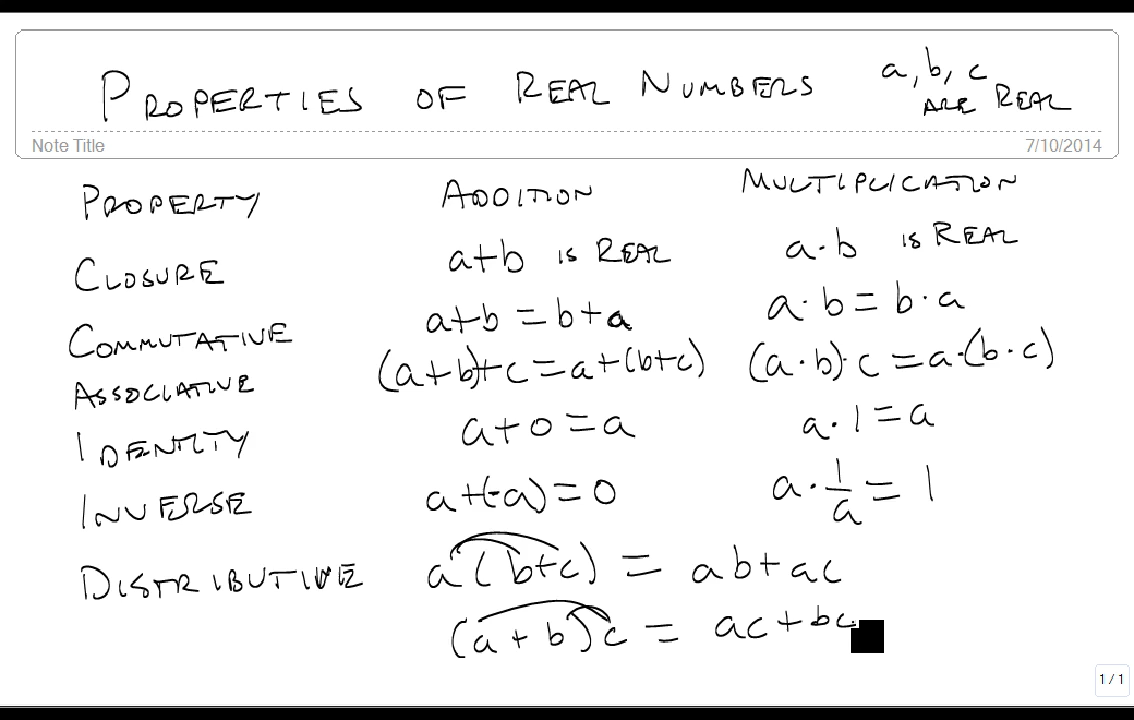 PROPERTIES OF REAL NUMBERS a, b, c
ARE REAL
Note Title 7/10/2014
PROPERTY ADDITION MULTIPLICATION
CLOSURE a+b is REAL a·b is REAL
COMMUTATIVE a+b=b+a a·b=b·a
ASSOCIATIVE (a+b)+c=a+(b+c) (a·b)·c=a·(b·c)
IDENTITY a+0=a a·1=a
INVERSE a+(-a)=0 a·1/a=1
DISTRIBUTIVE a(b+c)=ab+ac
(a+b)c=ac+bc
1/1